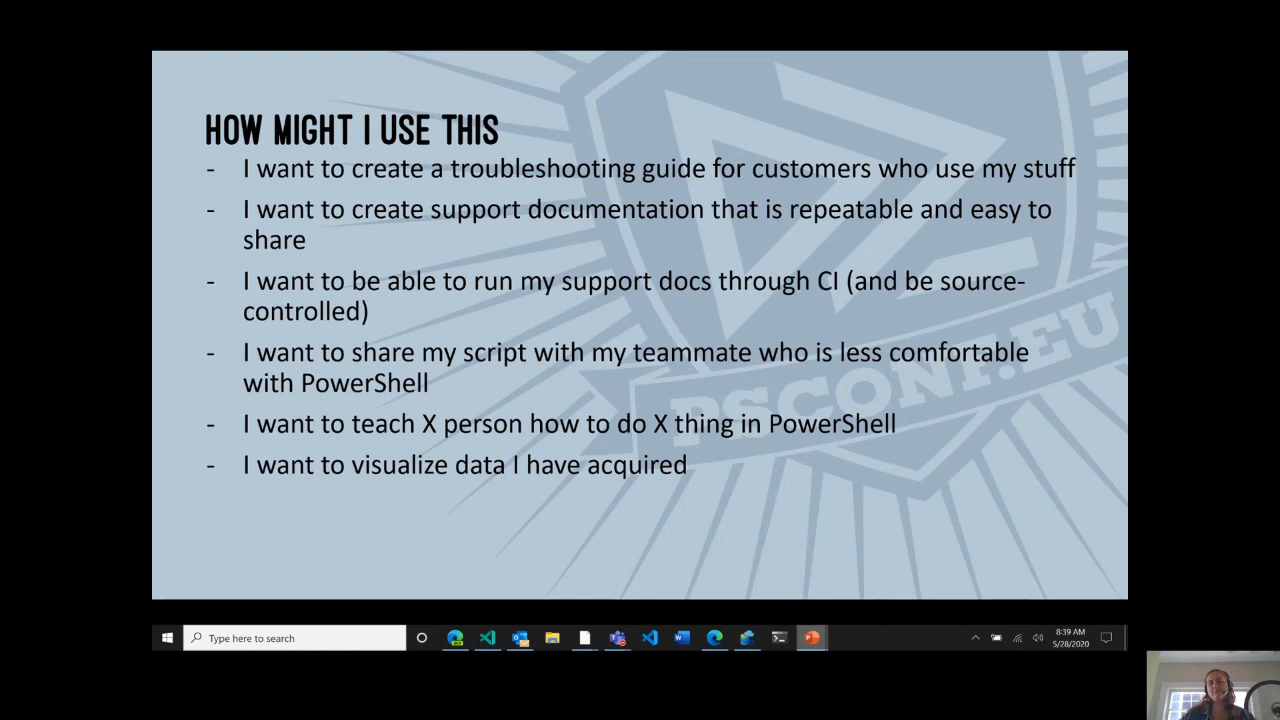 HOW MIGHT I USE THIS
- I want to create a troubleshooting guide for customers who use my stuff
- I want to create support documentation that is repeatable and easy to
share
- I want to be able to run my support docs through CI (and be source-
controlled)
- I want to share my script with my teammate who is less comfortable
with PowerShell
- I want to teach X person how to do X thing in PowerShell
- I want to visualize data I have acquired
PSCONF.EU
Type here to search
8:39 AM
5/28/2020